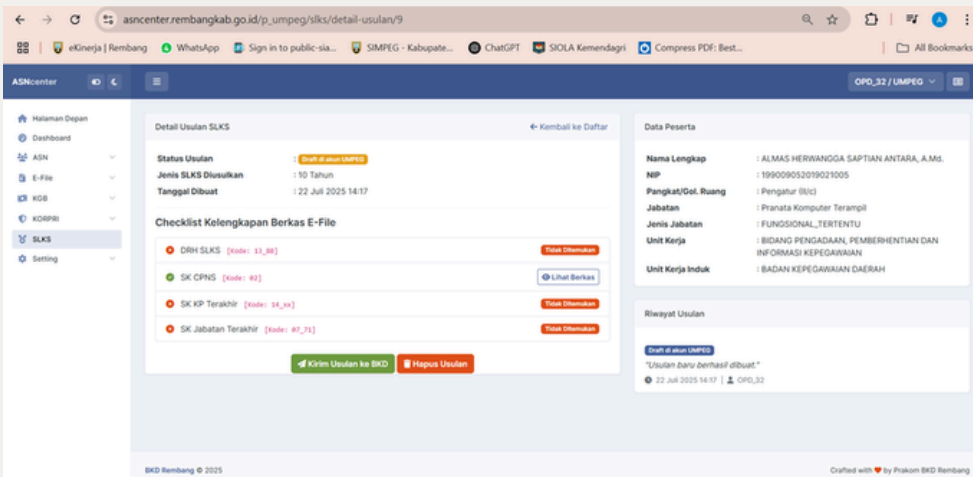 asncenter.rembangkab.go.id/p_umpeg/slks/detail-usulan/9
eKinerja | Rembang WhatsApp Sign in to public-sia... SIMPEG - Kabupate... ChatGPT SIOLA Kemendagri Compress PDF: Best... All Bookmarks
ASNcenter
OPD_32 / UMPEG
Halaman Depan
Dashboard
ASN
E-File
KGB
KORPRI
SLKS
Setting
Detail Usulan SLKS ← Kembali ke Daftar
Status Usulan : Draft di akun UMPEG
Jenis SLKS Diusulkan : 10 Tahun
Tanggal Dibuat : 22 Juli 2025 14:17
Checklist Kelengkapan Berkas E-File
DRH SLKS [Kode: 13_88] Tidak Ditemukan
SK CPNS [Kode: 02] Lihat Berkas
SK KP Terakhir [Kode: 14_xx] Tidak Ditemukan
SK Jabatan Terakhir [Kode: 07_71] Tidak Ditemukan
Kirim Usulan ke BKD Hapus Usulan
Data Peserta
Nama Lengkap : ALMAS HERWANGGA SAPTIAN ANTARA, A.Md.
NIP : 199009052019021005
Pangkat/Gol. Ruang : Pengatur (II/c)
Jabatan : Pranata Komputer Terampil
Jenis Jabatan : FUNGSIONAL_TERTENTU
Unit Kerja : BIDANG PENGADAAN, PEMBERHENTIAN DAN
INFORMASI KEPEGAWAIAN
Unit Kerja Induk : BADAN KEPEGAWAIAN DAERAH
Riwayat Usulan
Draft di akun UMPEG
"Usulan baru berhasil dibuat."
22 Juli 2025 14:17 | OPD_32
BKD Rembang © 2025
Crafted with ❤ by Prakom BKD Rembang